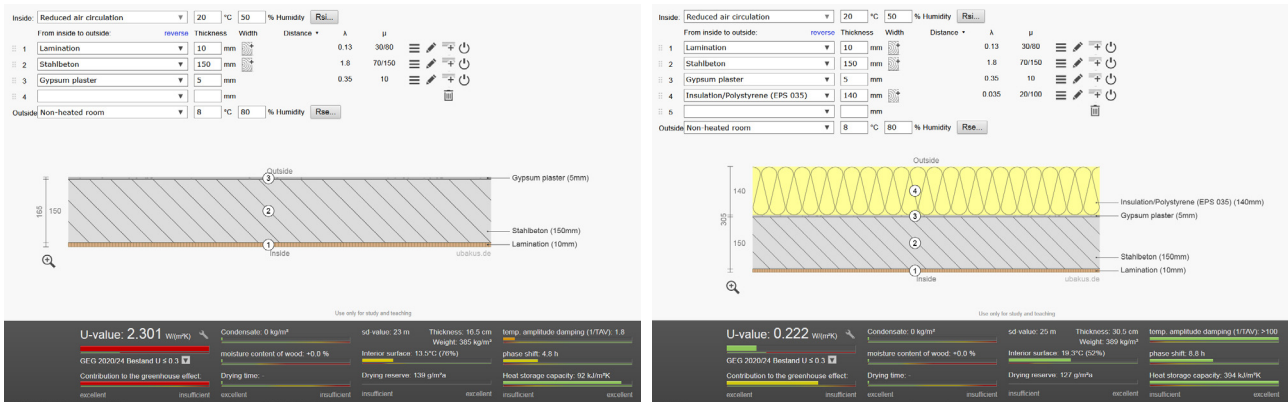 Inside: Reduced air circulation 20 °C 50 % Humidity Rsi...
From inside to outside: reverse Thickness Width Distance λ μ
1 Lamination 10 mm 0.13 30/80
2 Stahlbeton 150 mm 1.8 70/150
3 Gypsum plaster 5 mm 0.35 10
4 mm
Outside Non-heated room 8 °C 80 % Humidity Rse...
Outside
3 Gypsum plaster (5mm)
165 150 2
Stahlbeton (150mm)
1 Lamination (10mm)
Inside ubakus.de
Use only for study and teaching
U-value: 2.301 W/(m²K) Condensate: 0 kg/m² sd-value: 23 m Thickness: 16.5 cm temp. amplitude damping (1/TAV): 1.8
Weight: 385 kg/m²
GEG 2020/24 Bestand U ≤ 0.3 moisture content of wood: +0.0 % Interior surface: 13.5°C (76%) phase shift: 4.8 h
Contribution to the greenhouse effect: Drying time: - Drying reserve: 139 g/m²a Heat storage capacity: 92 kJ/m²K
excellent insufficient excellent insufficient insufficient excellent
Inside: Reduced air circulation 20 °C 50 % Humidity Rsi...
From inside to outside: reverse Thickness Width Distance λ μ
1 Lamination 10 mm 0.13 30/80
2 Stahlbeton 150 mm 1.8 70/150
3 Gypsum plaster 5 mm 0.35 10
4 Insulation/Polystyrene (EPS 035) 140 mm 0.035 20/100
5 mm
Outside Non-heated room 8 °C 80 % Humidity Rse...
Outside
140 4
Insulation/Polystyrene (EPS 035) (140mm)
305 3 Gypsum plaster (5mm)
150 2
Stahlbeton (150mm)
1 Lamination (10mm)
Inside ubakus.de
Use only for study and teaching
U-value: 0.222 W/(m²K) Condensate: 0 kg/m² sd-value: 25 m Thickness: 30.5 cm temp. amplitude damping (1/TAV): >100
Weight: 389 kg/m²
GEG 2020/24 Bestand U ≤ 0.3 moisture content of wood: +0.0 % Interior surface: 19.3°C (52%) phase shift: 8.8 h
Contribution to the greenhouse effect: Drying time: - Drying reserve: 127 g/m²a Heat storage capacity: 394 kJ/m²K
excellent insufficient excellent insufficient insufficient excellent